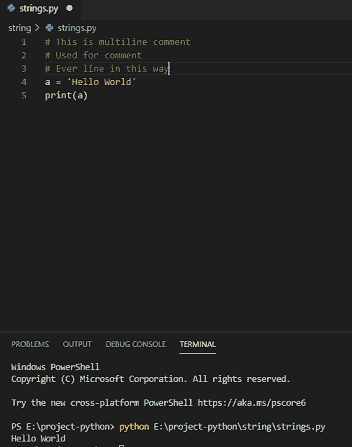 strings.py
string > strings.py
1 # This is multiline comment
2 # Used for comment
3 # Ever line in this way
4 a = 'Hello World'
5 print(a)
PROBLEMS OUTPUT DEBUG CONSOLE TERMINAL
Windows PowerShell
Copyright (C) Microsoft Corporation. All rights reserved.
Try the new cross-platform PowerShell https://aka.ms/pscore6
PS E:\project-python> python E:\project-python\string\strings.py
Hello World